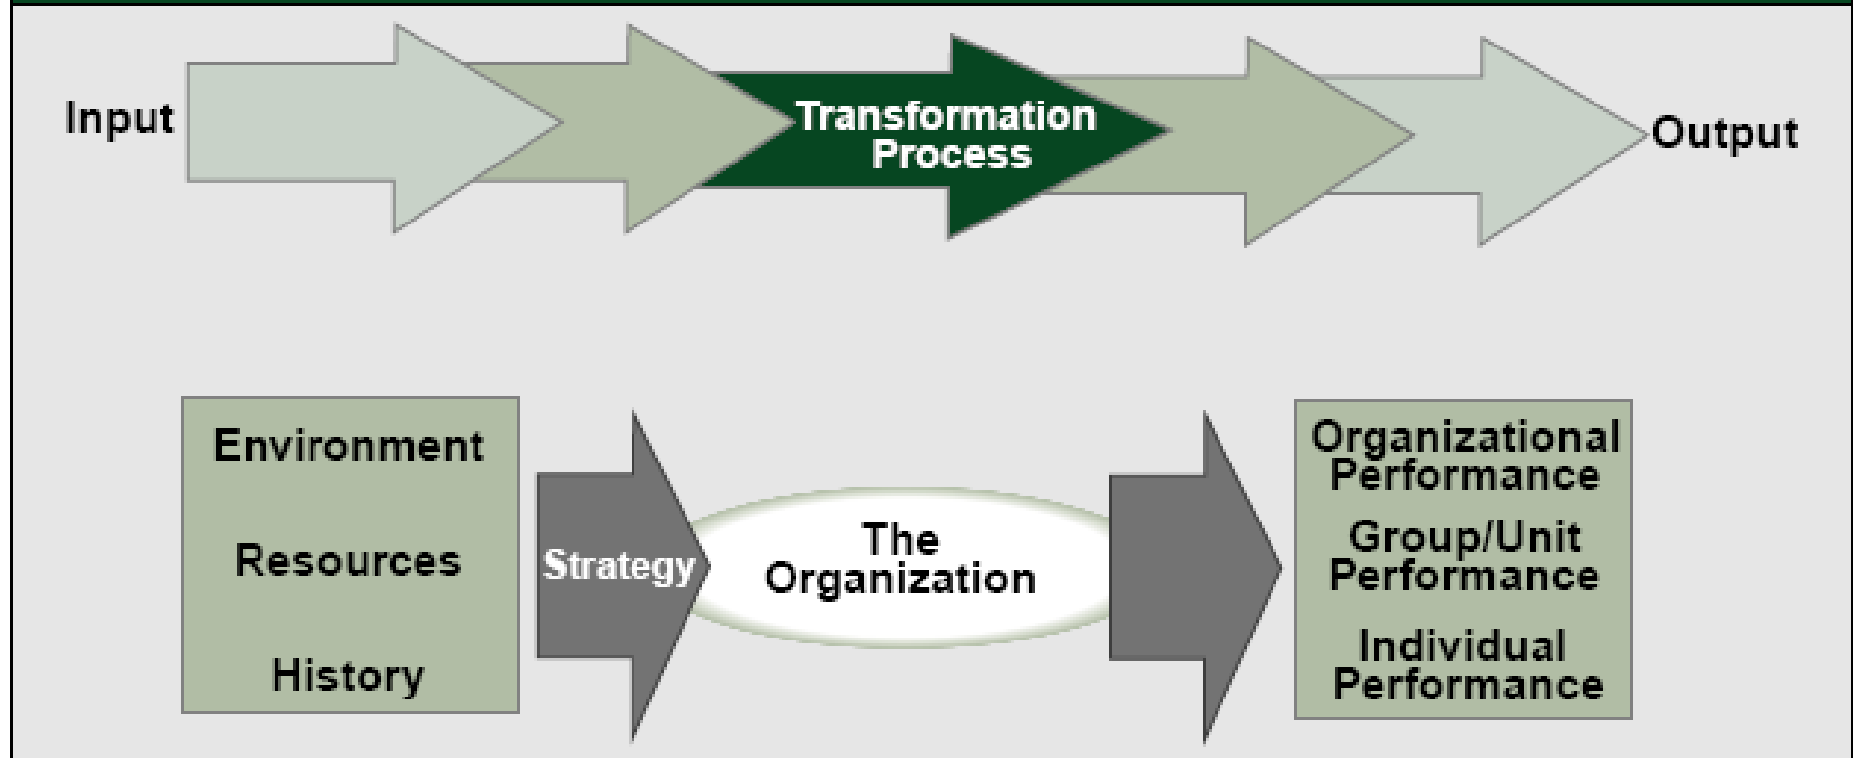 Input
Transformation
Process
Output
Environment
Resources
History
Strategy
The
Organization
Organizational
Performance
Group/Unit
Performance
Individual
Performance